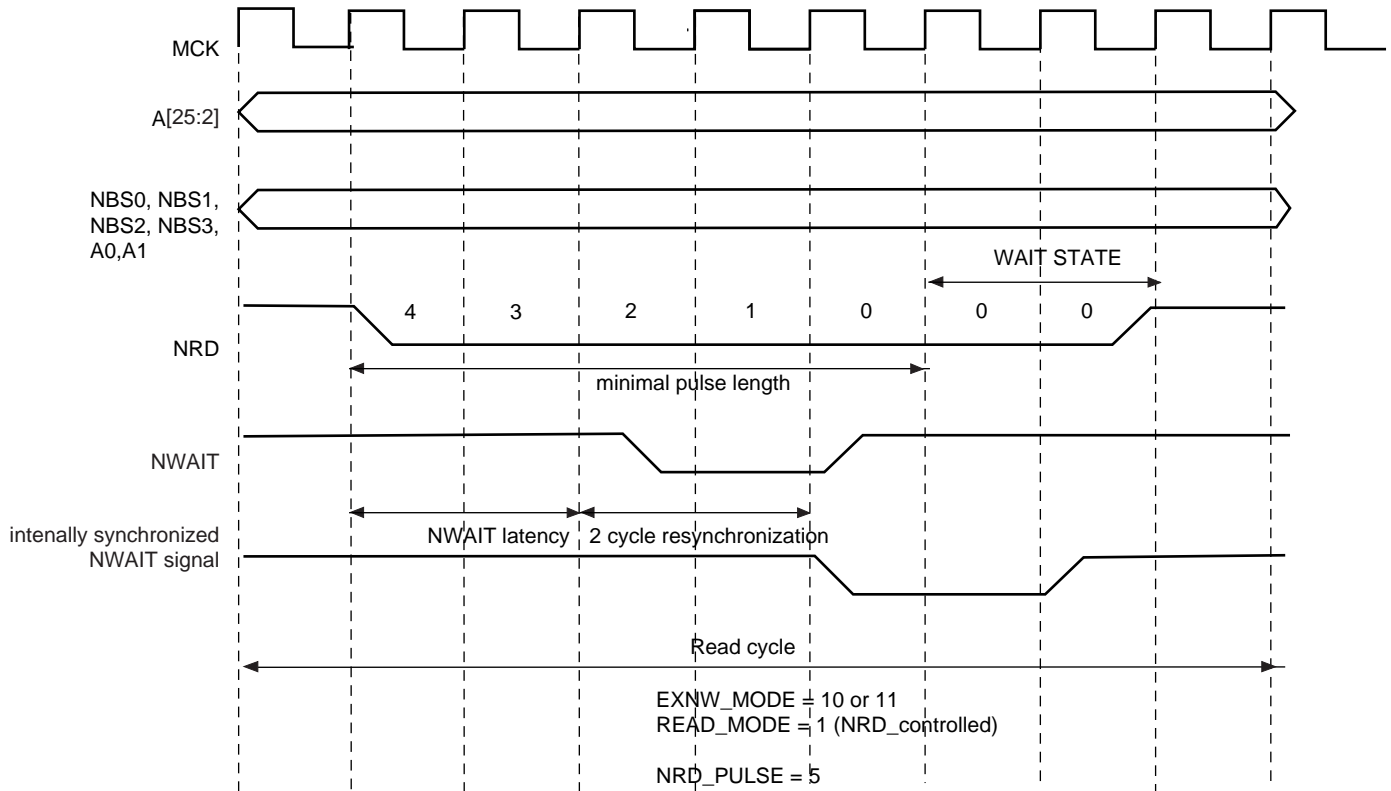 MCK
A[25:2]
NBS0, NBS1,
NBS2, NBS3,
A0,A1
WAIT STATE
4 3 2 1 0 0 0
NRD
minimal pulse length
NWAIT
intenally synchronized
NWAIT signal
NWAIT latency 2 cycle resynchronization
Read cycle
EXNW_MODE = 10 or 11
READ_MODE = 1 (NRD_controlled)
NRD_PULSE = 5